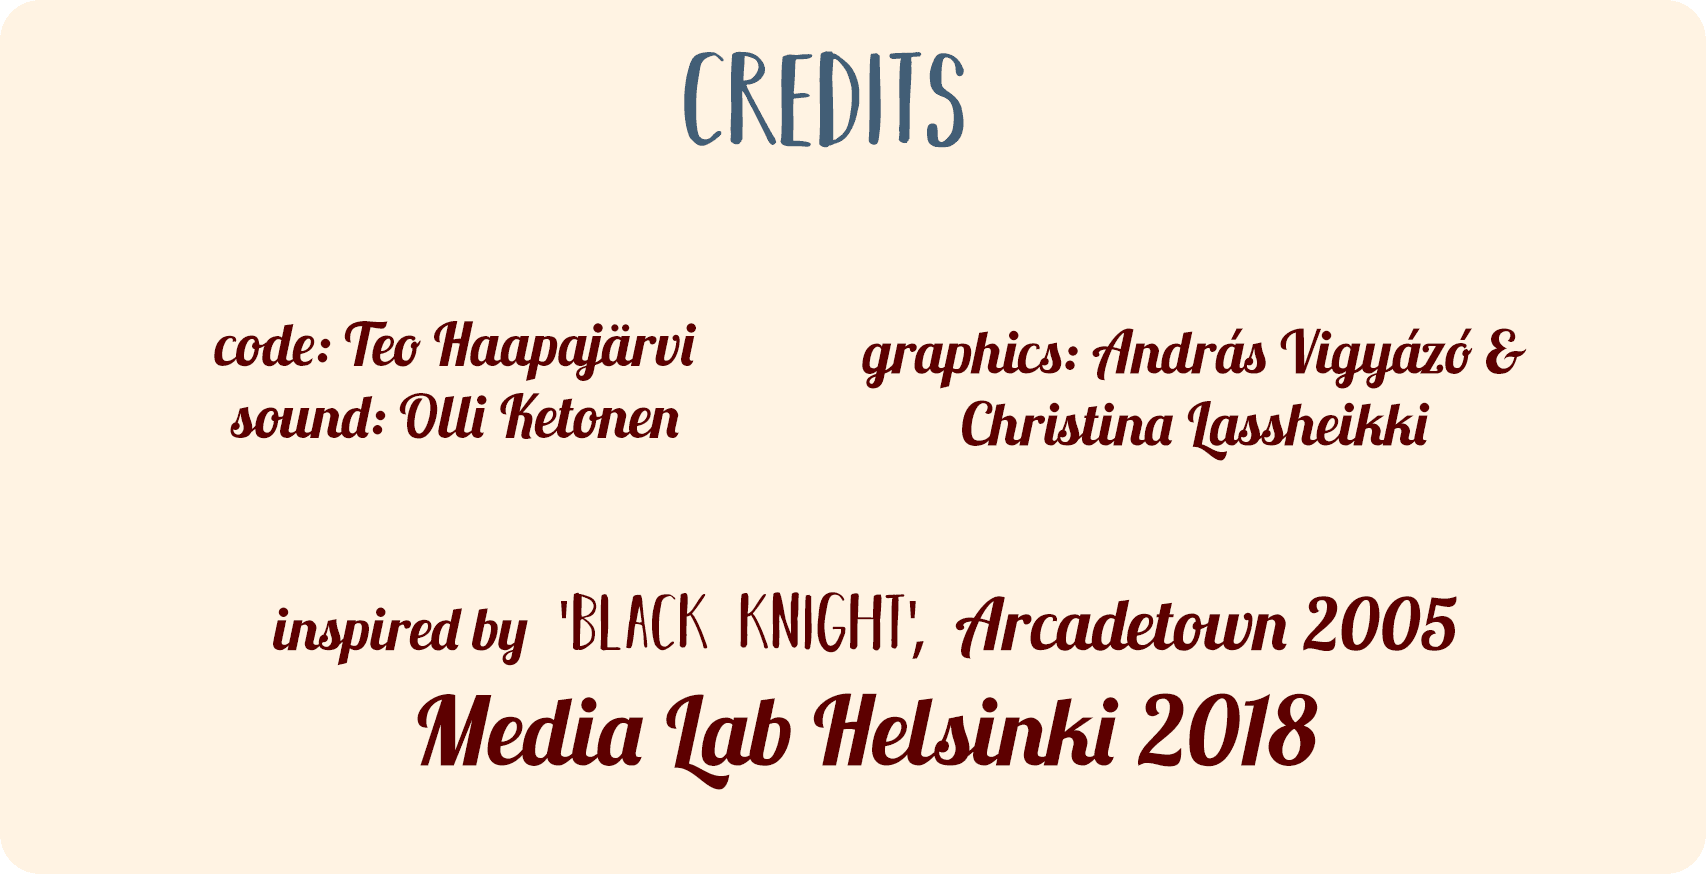 CREDITS
code: Teo Haapajärvi
sound: Olli Ketonen
graphics: András Vigyázó &
Christina Lassheikki
inspired by 'BLACK KNIGHT', Arcadetown 2005
Media Lab Helsinki 2018